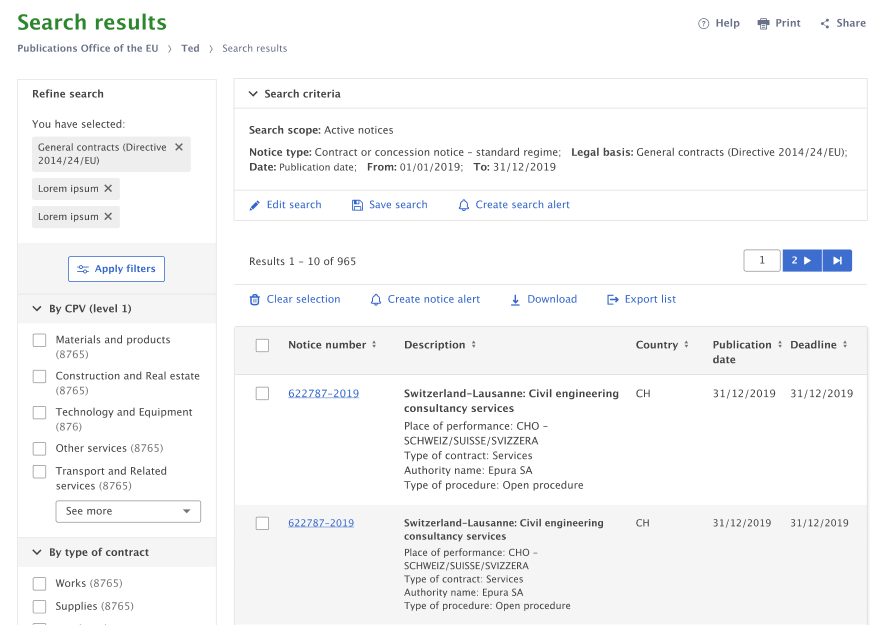 Search results
Help Print Share
Publications Office of the EU > Ted > Search results
Refine search
You have selected:
General contracts (Directive
2014/24/EU)
Lorem ipsum
Lorem ipsum
Apply filters
By CPV (level 1)
Materials and products
(8765)
Construction and Real estate
(8765)
Technology and Equipment
(876)
Other services (8765)
Transport and Related
services (8765)
See more
By type of contract
Works (8765)
Supplies (8765)
Search criteria
Search scope: Active notices
Notice type: Contract or concession notice – standard regime; Legal basis: General contracts (Directive 2014/24/EU);
Date: Publication date; From: 01/01/2019; To: 31/12/2019
Edit search Save search Create search alert
Results 1 – 10 of 965
1 2
Clear selection Create notice alert Download Export list
Notice number Description Country Publication Deadline
date
622787-2019 Switzerland-Lausanne: Civil engineering CH 31/12/2019 31/12/2019
consultancy services
Place of performance: CHO –
SCHWEIZ/SUISSE/SVIZZERA
Type of contract: Services
Authority name: Epura SA
Type of procedure: Open procedure
622787-2019 Switzerland-Lausanne: Civil engineering CH 31/12/2019 31/12/2019
consultancy services
Place of performance: CHO –
SCHWEIZ/SUISSE/SVIZZERA
Type of contract: Services
Authority name: Epura SA
Type of procedure: Open procedure